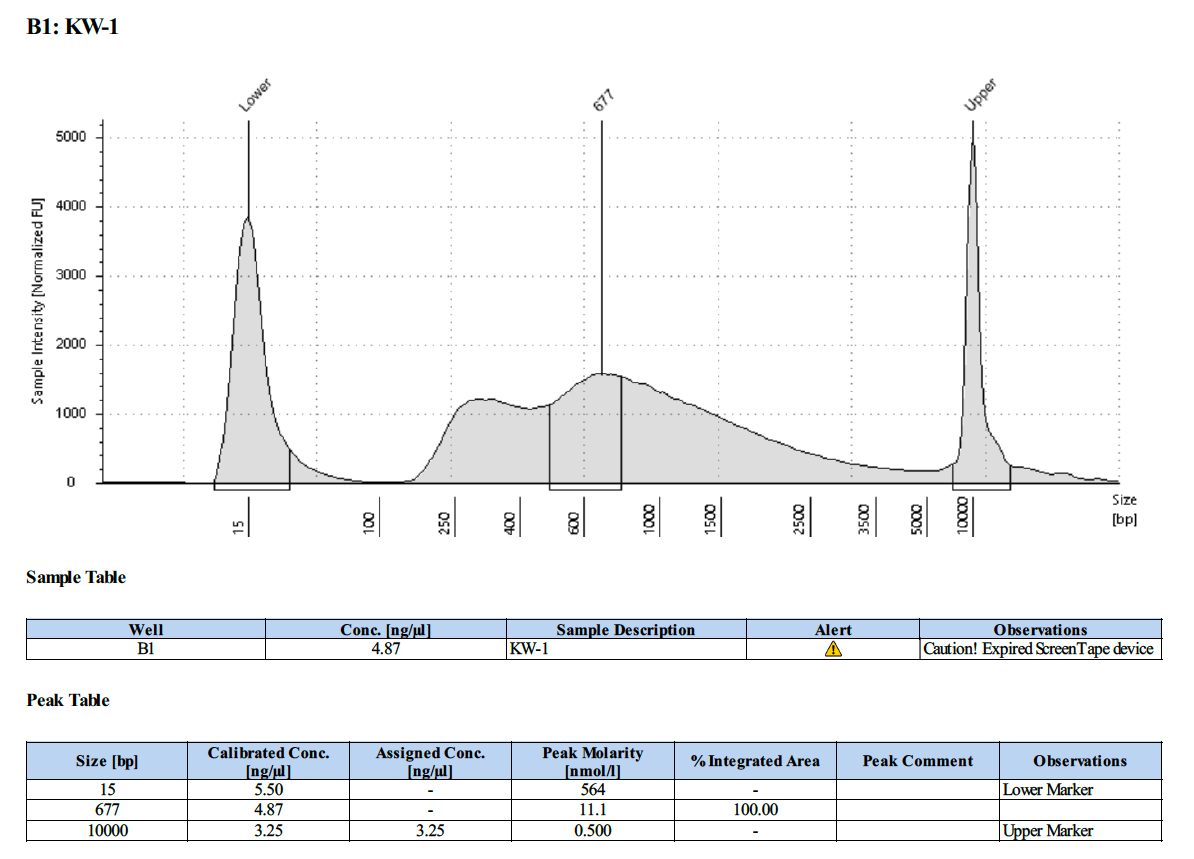 B1: KW-1
Lower
677
Upper
5000
4000
3000
2000
1000
0
Sample Intensity [Normalized FU]
15
100
250
400
600
1000
1500
2500
3500
5000
10000
Size
[bp]
Sample Table
Well Conc. [ng/µl] Sample Description Alert Observations
B1 4.87 KW-1 Caution! Expired ScreenTape device
Peak Table
Size [bp] Calibrated Conc. [ng/µl] Assigned Conc. [ng/µl] Peak Molarity [nmol/l] % Integrated Area Peak Comment Observations
15 5.50 - 564 - Lower Marker
677 4.87 - 11.1 100.00
10000 3.25 3.25 0.500 - Upper Marker